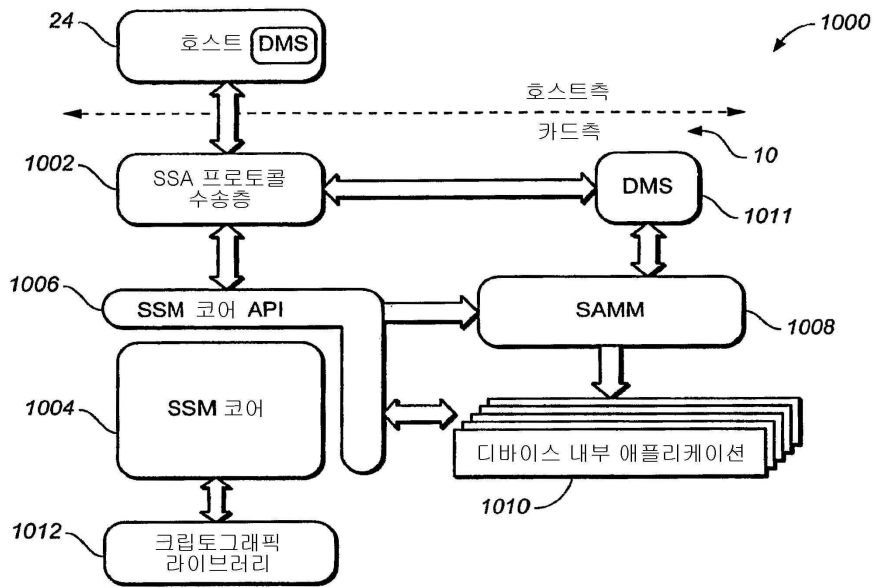 24
호스트 DMS
1000
호스트측
카드측
10
1002
SSA 프로토콜
수송층
DMS
1011
1006
SSM 코어 API
SAMM
1008
1004
SSM 코어
디바이스 내부 애플리케이션
1010
1012
크립토그래픽
라이브러리